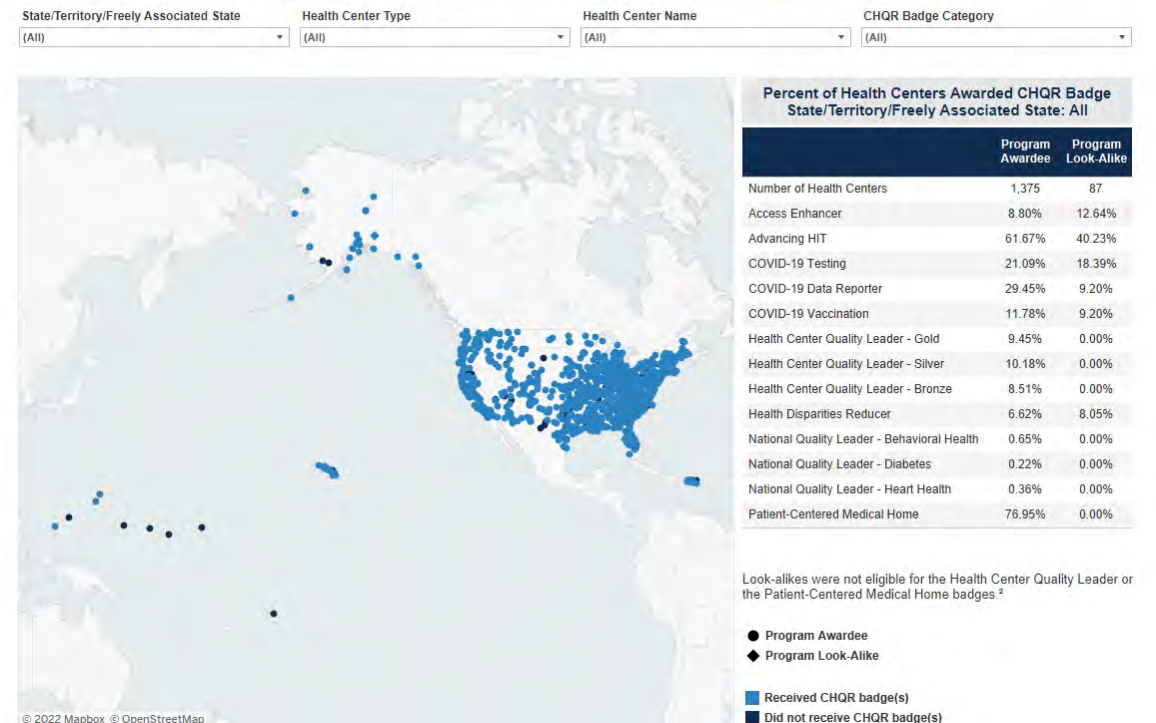 State/Territory/Freely Associated State Health Center Type Health Center Name CHQR Badge Category
(All) (All) (All) (All)
Percent of Health Centers Awarded CHQR Badge
State/Territory/Freely Associated State: All
Program Awardee Program Look-Alike
Number of Health Centers 1,375 87
Access Enhancer 8.80% 12.64%
Advancing HIT 61.67% 40.23%
COVID-19 Testing 21.09% 18.39%
COVID-19 Data Reporter 29.45% 9.20%
COVID-19 Vaccination 11.78% 9.20%
Health Center Quality Leader - Gold 9.45% 0.00%
Health Center Quality Leader - Silver 10.18% 0.00%
Health Center Quality Leader - Bronze 8.51% 0.00%
Health Disparities Reducer 6.62% 8.05%
National Quality Leader - Behavioral Health 0.65% 0.00%
National Quality Leader - Diabetes 0.22% 0.00%
National Quality Leader - Heart Health 0.36% 0.00%
Patient-Centered Medical Home 76.95% 0.00%
Look-alikes were not eligible for the Health Center Quality Leader or
the Patient-Centered Medical Home badges.²
Program Awardee
Program Look-Alike
Received CHQR badge(s)
Did not receive CHQR badge(s)
© 2022 Mapbox © OpenStreetMap